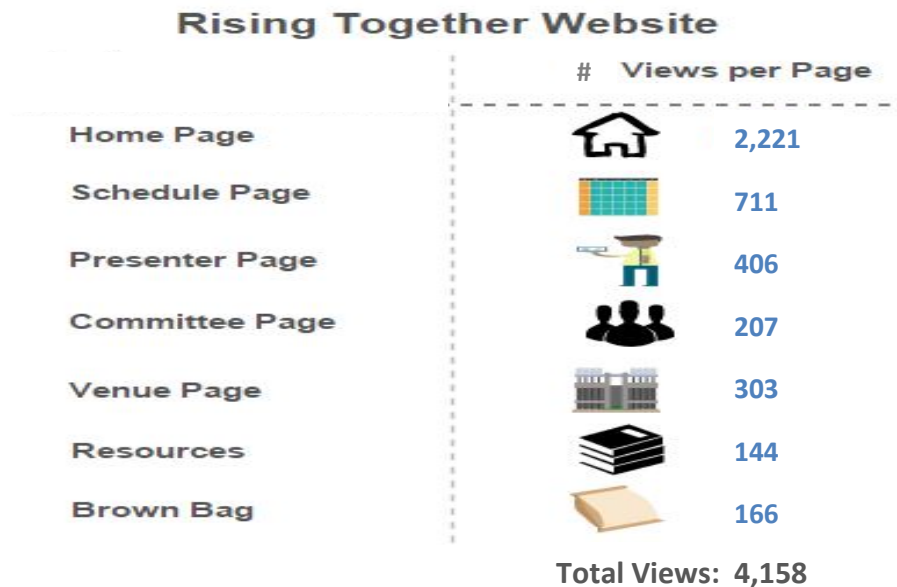 Rising Together Website
# Views per Page
Home Page 2,221
Schedule Page 711
Presenter Page 406
Committee Page 207
Venue Page 303
Resources 144
Brown Bag 166
Total Views: 4,158